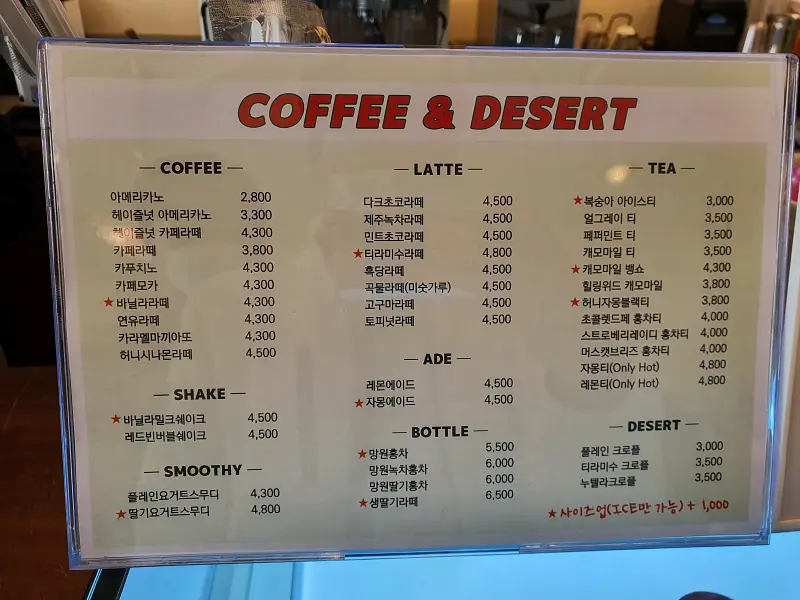 COFFEE & DESERT
— COFFEE —
아메리카노 2,800
헤이즐넛 아메리카노 3,300
헤이즐넛 카페라떼 4,300
카페라떼 3,800
카푸치노 4,300
카페모카 4,300
★바닐라라떼 4,300
연유라떼 4,300
카라멜마끼아또 4,300
허니시나몬라떼 4,500
— SHAKE —
★바닐라밀크쉐이크 4,500
레드빈버블쉐이크 4,500
— SMOOTHY —
플레인요거트스무디 4,300
★딸기요거트스무디 4,800
— LATTE —
다크초코라떼 4,500
제주녹차라떼 4,500
민트초코라떼 4,500
★티라미수라떼 4,800
흑당라떼 4,500
곡물라떼(미숫가루) 4,500
고구마라떼 4,500
토피넛라떼 4,500
— ADE —
레몬에이드 4,500
★자몽에이드 4,500
— BOTTLE —
★망원홍차 5,500
망원녹차홍차 6,000
망원딸기홍차 6,000
★생딸기라떼 6,500
— TEA —
★복숭아 아이스티 3,000
얼그레이 티 3,500
페퍼민트 티 3,500
캐모마일 티 3,500
★캐모마일 뱅쇼 4,300
힐링위드 캐모마일 3,800
★허니자몽블랙티 3,800
초콜렛드페 홍차티 4,000
스트로베리레이디 홍차티 4,000
머스캣브리즈 홍차티 4,000
자몽티(Only Hot) 4,800
레몬티(Only Hot) 4,800
— DESERT —
플레인 크로플 3,000
티라미수 크로플 3,500
누텔라크로플 3,500
★사이즈업(ICE만 가능) + 1,000